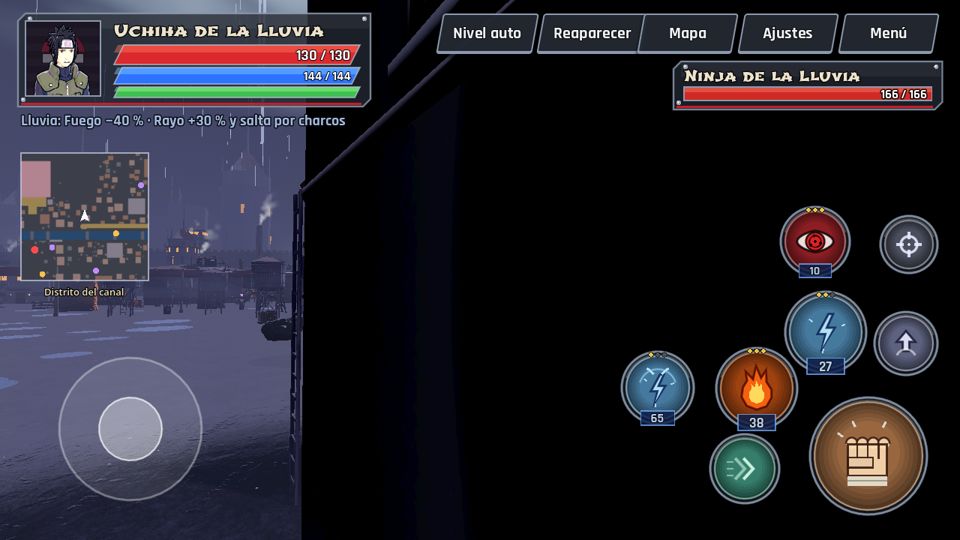 Uchiha de la Lluvia
130 / 130
144 / 144
Lluvia: Fuego −40 % · Rayo +30 % y salta por charcos
Distrito del canal
Nivel auto
Reaparecer
Mapa
Ajustes
Menú
Ninja de la Lluvia
166 / 166
10
27
65
38